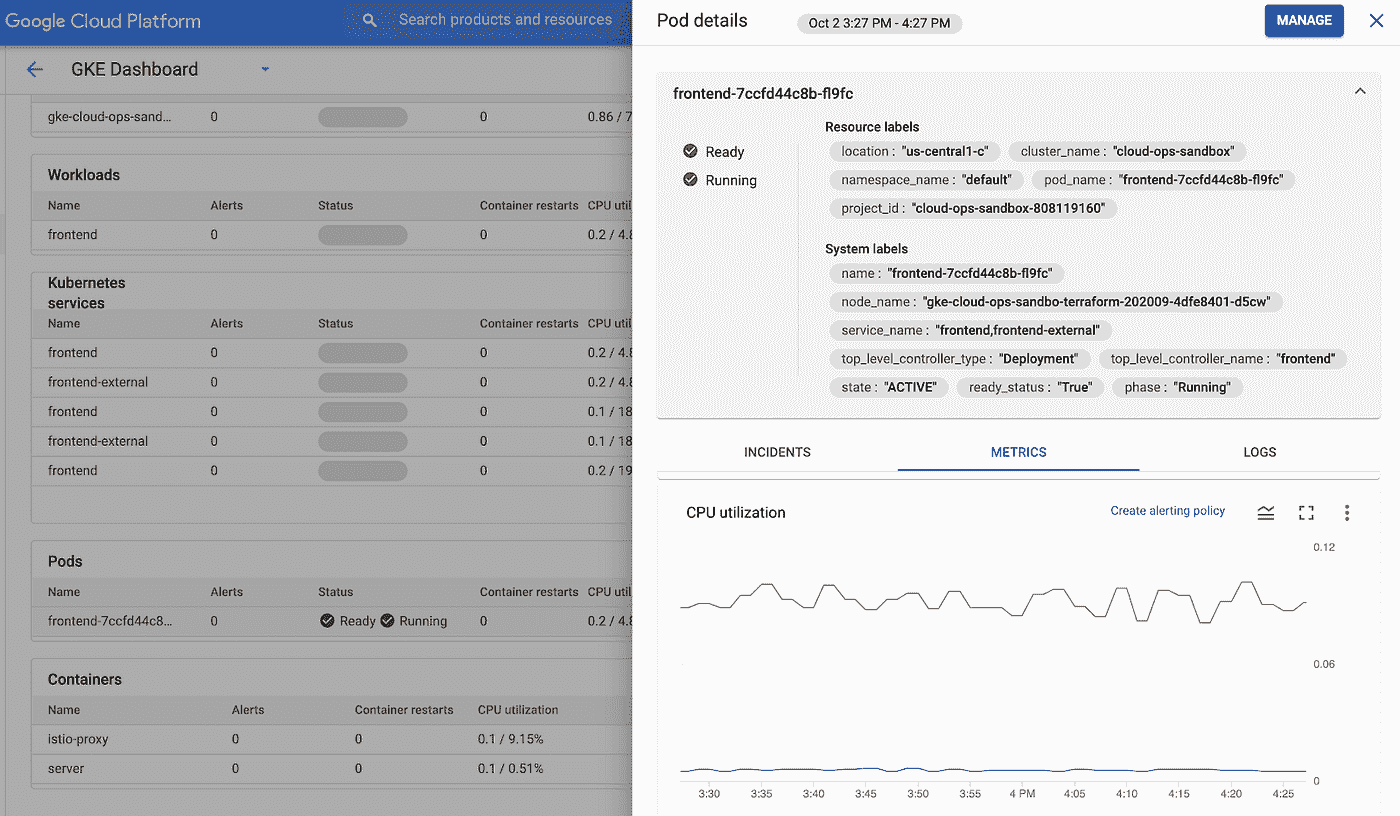 Google Cloud Platform
Search products and resources
GKE Dashboard
gke-cloud-ops-sand... 0 0 0.86 / 7
Workloads
Name Alerts Status Container restarts CPU util
frontend 0 0 0.2 / 4.8
Kubernetes
services
Name Alerts Status Container restarts CPU util
frontend 0 0 0.2 / 4.8
frontend-external 0 0 0.2 / 4.8
frontend 0 0 0.1 / 18
frontend-external 0 0 0.1 / 18
frontend 0 0 0.2 / 19
Pods
Name Alerts Status Container restarts CPU util
frontend-7ccfd44c8... 0 Ready Running 0 0.2 / 4.8
Containers
Name Alerts Container restarts CPU utilization
istio-proxy 0 0 0.1 / 9.15%
server 0 0 0.1 / 0.51%
Pod details Oct 2 3:27 PM - 4:27 PM MANAGE
frontend-7ccfd44c8b-fl9fc
Ready
Running
Resource labels
location : "us-central1-c" cluster_name : "cloud-ops-sandbox"
namespace_name : "default" pod_name : "frontend-7ccfd44c8b-fl9fc"
project_id : "cloud-ops-sandbox-808119160"
System labels
name : "frontend-7ccfd44c8b-fl9fc"
node_name : "gke-cloud-ops-sandbo-terraform-202009-4dfe8401-d5cw"
service_name : "frontend,frontend-external"
top_level_controller_type : "Deployment" top_level_controller_name : "frontend"
state : "ACTIVE" ready_status : "True" phase : "Running"
INCIDENTS METRICS LOGS
CPU utilization Create alerting policy
0.12
0.06
0
3:30 3:35 3:40 3:45 3:50 3:55 4 PM 4:05 4:10 4:15 4:20 4:25